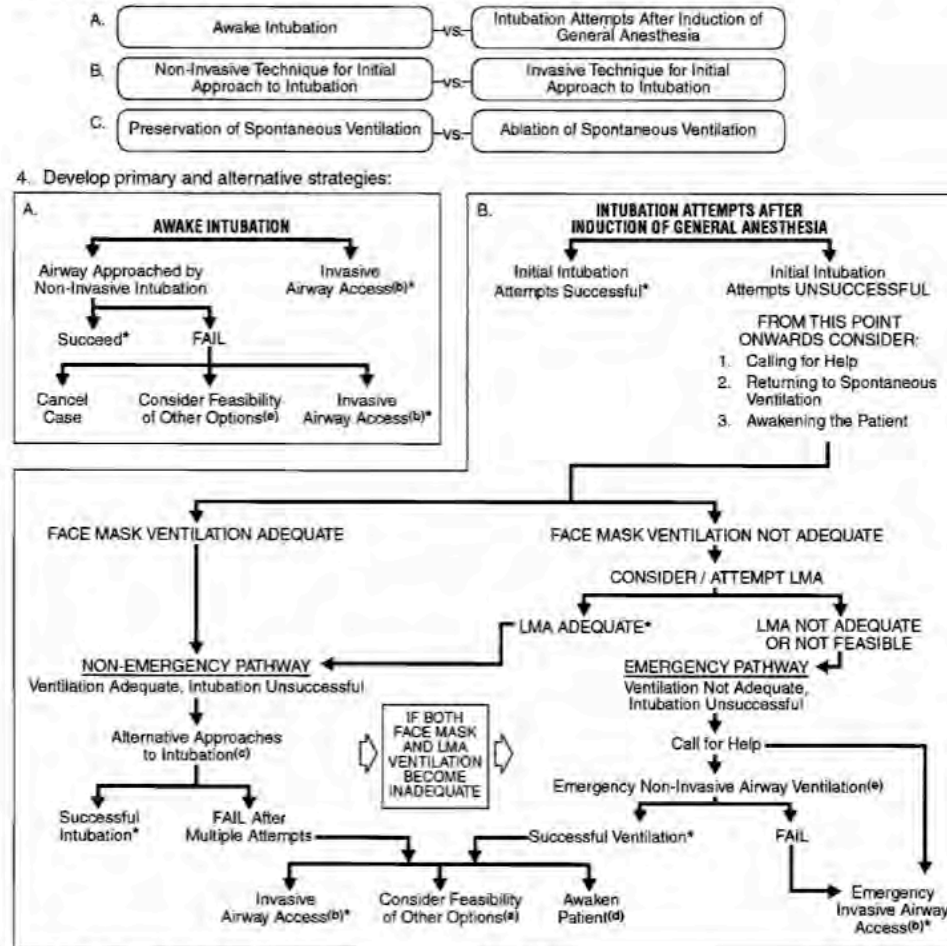 A.
Awake Intubation
-vs.-
Intubation Attempts After Induction of
General Anesthesia
B.
Non-Invasive Technique for Initial
Approach to Intubation
-vs.-
Invasive Technique for Initial
Approach to Intubation
C.
Preservation of Spontaneous Ventilation
-vs.-
Ablation of Spontaneous Ventilation
4. Develop primary and alternative strategies:
A.
AWAKE INTUBATION
Airway Approached by
Non-Invasive Intubation
Invasive
Airway Access(b)*
Succeed*
FAIL
Cancel
Case
Consider Feasibility
of Other Options(a)
Invasive
Airway Access(b)*
B.
INTUBATION ATTEMPTS AFTER
INDUCTION OF GENERAL ANESTHESIA
Initial Intubation
Attempts Successful*
Initial Intubation
Attempts UNSUCCESSFUL
FROM THIS POINT
ONWARDS CONSIDER:
1. Calling for Help
2. Returning to Spontaneous
Ventilation
3. Awakening the Patient
FACE MASK VENTILATION ADEQUATE
FACE MASK VENTILATION NOT ADEQUATE
CONSIDER / ATTEMPT LMA
LMA ADEQUATE*
LMA NOT ADEQUATE
OR NOT FEASIBLE
NON-EMERGENCY PATHWAY
Ventilation Adequate, Intubation Unsuccessful
EMERGENCY PATHWAY
Ventilation Not Adequate,
Intubation Unsuccessful
Alternative Approaches
to Intubation(c)
IF BOTH
FACE MASK
AND LMA
VENTILATION
BECOME
INADEQUATE
Call for Help
Emergency Non-Invasive Airway Ventilation(e)
Successful
Intubation*
FAIL After
Multiple Attempts
Successful Ventilation*
FAIL
Invasive
Airway Access(b)*
Consider Feasibility
of Other Options(a)
Awaken
Patient(d)
Emergency
Invasive Airway
Access(b)*